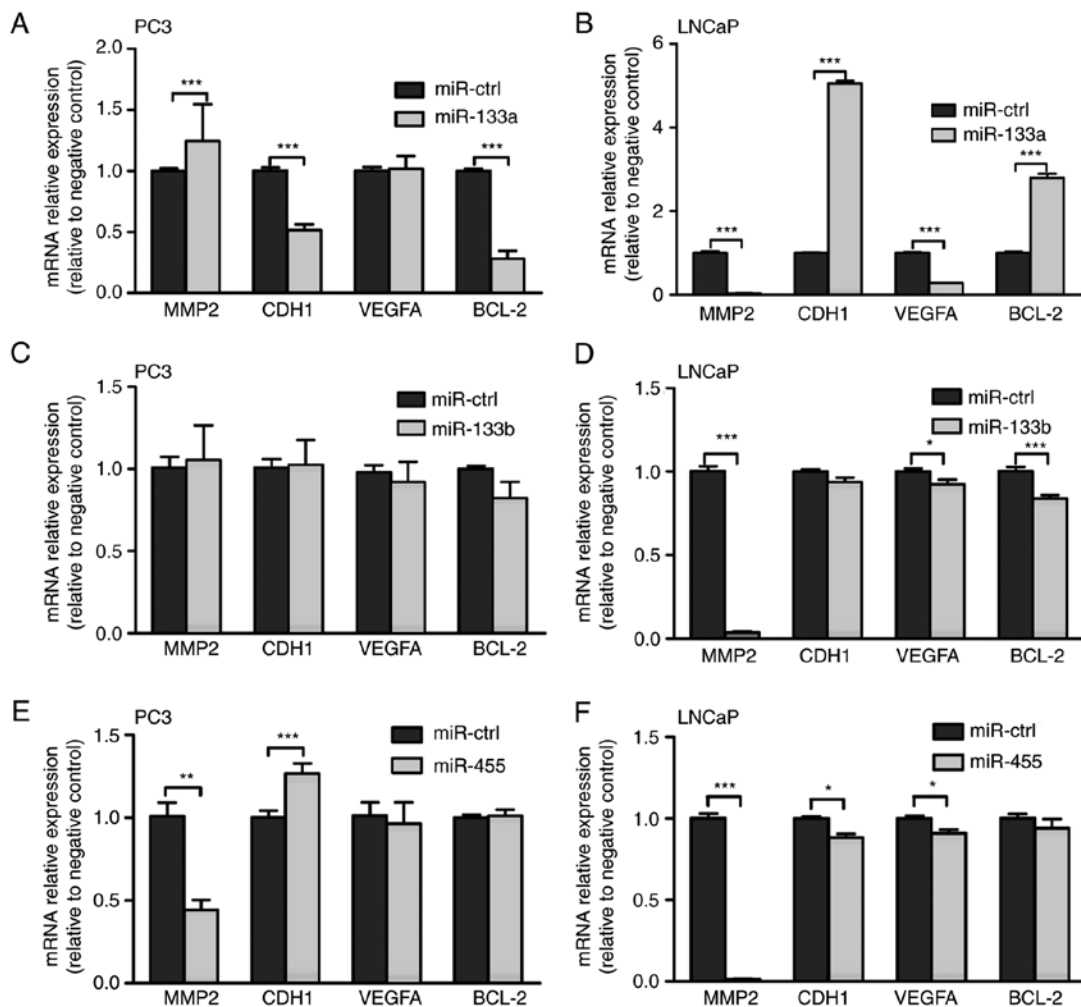 A
PC3
mRNA relative expression
(relative to negative control)
2.0
1.5
1.0
0.5
0.0
***
***
***
miR-ctrl
miR-133a
MMP2 CDH1 VEGFA BCL-2
B
LNCaP
mRNA relative expression
(relative to negative control)
6
4
2
0
***
***
***
***
miR-ctrl
miR-133a
MMP2 CDH1 VEGFA BCL-2
C
PC3
mRNA relative expression
(relative to negative control)
1.5
1.0
0.5
0.0
miR-ctrl
miR-133b
MMP2 CDH1 VEGFA BCL-2
D
LNCaP
mRNA relative expression
(relative to negative control)
1.5
1.0
0.5
0.0
***
*
***
miR-ctrl
miR-133b
MMP2 CDH1 VEGFA BCL-2
E
PC3
mRNA relative expression
(relative to negative control)
1.5
1.0
0.5
0.0
**
***
miR-ctrl
miR-455
MMP2 CDH1 VEGFA BCL-2
F
LNCaP
mRNA relative expression
(relative to negative control)
1.5
1.0
0.5
0.0
***
*
*
miR-ctrl
miR-455
MMP2 CDH1 VEGFA BCL-2